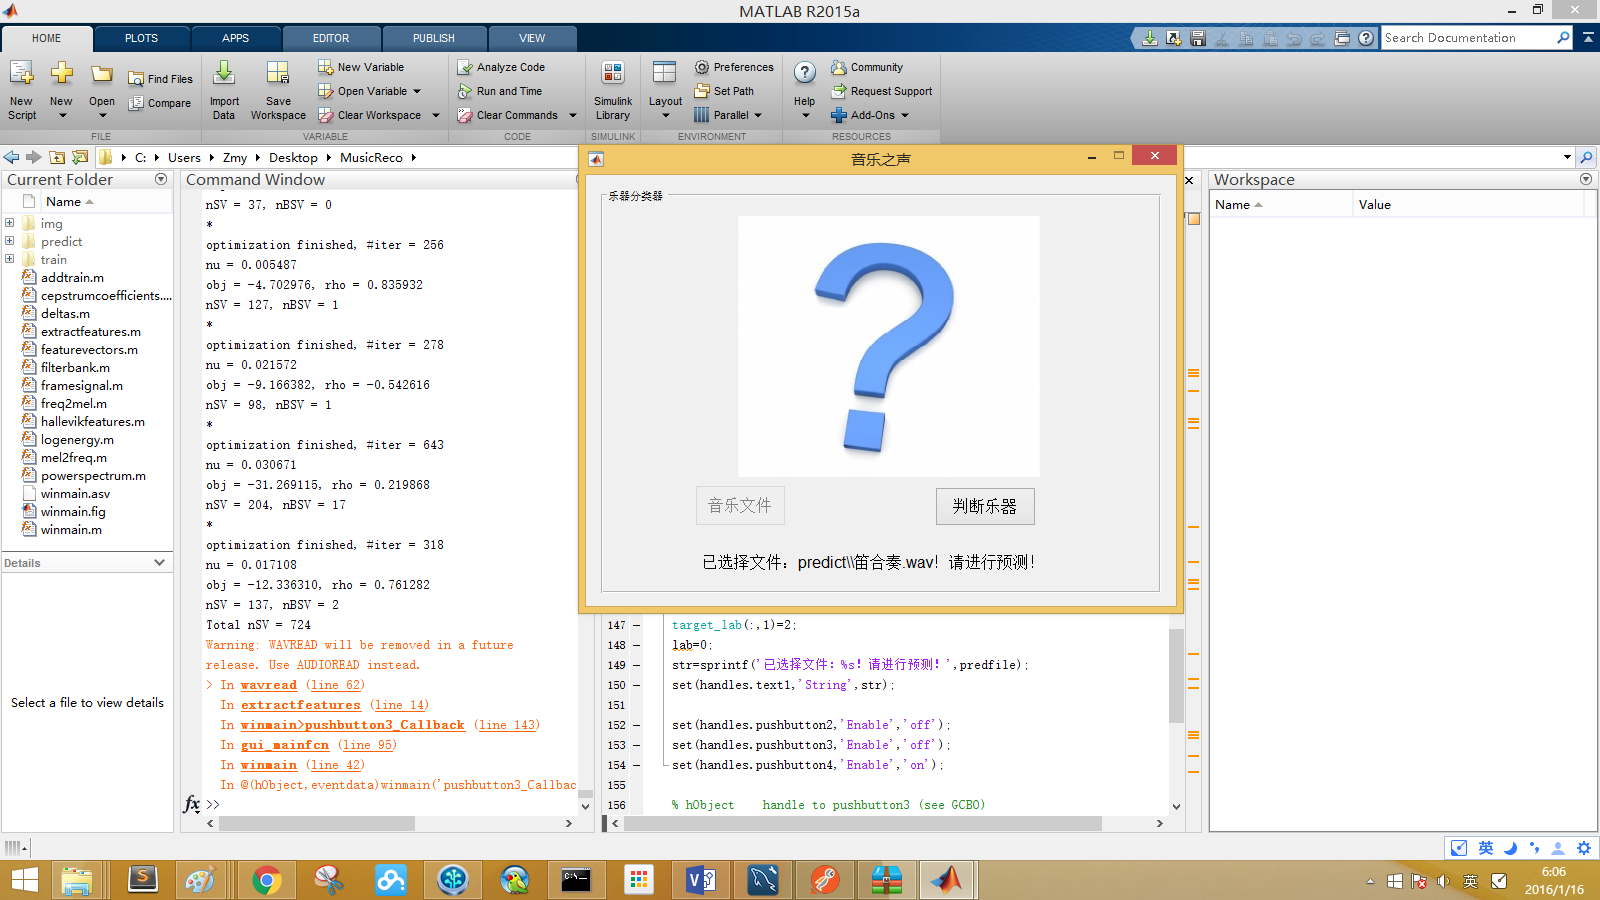 MATLAB R2015a
HOME
PLOTS
APPS
EDITOR
PUBLISH
VIEW
Search Documentation
New Script
New
Open
Find Files
Compare
Import Data
Save Workspace
New Variable
Open Variable
Clear Workspace
Analyze Code
Run and Time
Clear Commands
Simulink Library
Layout
Preferences
Set Path
Parallel
Help
Community
Request Support
Add-Ons
FILE
VARIABLE
CODE
SIMULINK
ENVIRONMENT
RESOURCES
C: Users Zmy Desktop MusicReco
Current Folder
Name
img
predict
train
addtrain.m
cepstrumcoefficients....
deltas.m
extractfeatures.m
featurevectors.m
filterbank.m
framesignal.m
freq2mel.m
hallevikfeatures.m
logenergy.m
mel2freq.m
powerspectrum.m
winmain.asv
winmain.fig
winmain.m
Details
Select a file to view details
Command Window
nSV = 37, nBSV = 0
*
optimization finished, #iter = 256
nu = 0.005487
obj = -4.702976, rho = 0.835932
nSV = 127, nBSV = 1
*
optimization finished, #iter = 278
nu = 0.021572
obj = -9.166382, rho = -0.542616
nSV = 98, nBSV = 1
*
optimization finished, #iter = 643
nu = 0.030671
obj = -31.269115, rho = 0.219868
nSV = 204, nBSV = 17
*
optimization finished, #iter = 318
nu = 0.017108
obj = -12.336310, rho = 0.761282
nSV = 137, nBSV = 2
Total nSV = 724
Warning: WAVREAD will be removed in a future
release. Use AUDIOREAD instead.
> In wavread (line 62)
In extractfeatures (line 14)
In winmain>pushbutton3_Callback (line 143)
In gui_mainfcn (line 95)
In winmain (line 42)
In @(hObject,eventdata)winmain('pushbutton3_Callbac
fx >>
音乐之声
乐器分类器
音乐文件
判断乐器
已选择文件：predict\\笛合奏.wav！请进行预测！
147 – target_lab(:,1)=2;
148 – lab=0;
149 – str=sprintf('已选择文件：%s！请进行预测！',predfile);
150 – set(handles.text1,'String',str);
151
152 – set(handles.pushbutton2,'Enable','off');
153 – set(handles.pushbutton3,'Enable','off');
154 – set(handles.pushbutton4,'Enable','on');
155
156 % hObject    handle to pushbutton3 (see GCBO)
Workspace
Name
Value
英
英
6:06
2016/1/16